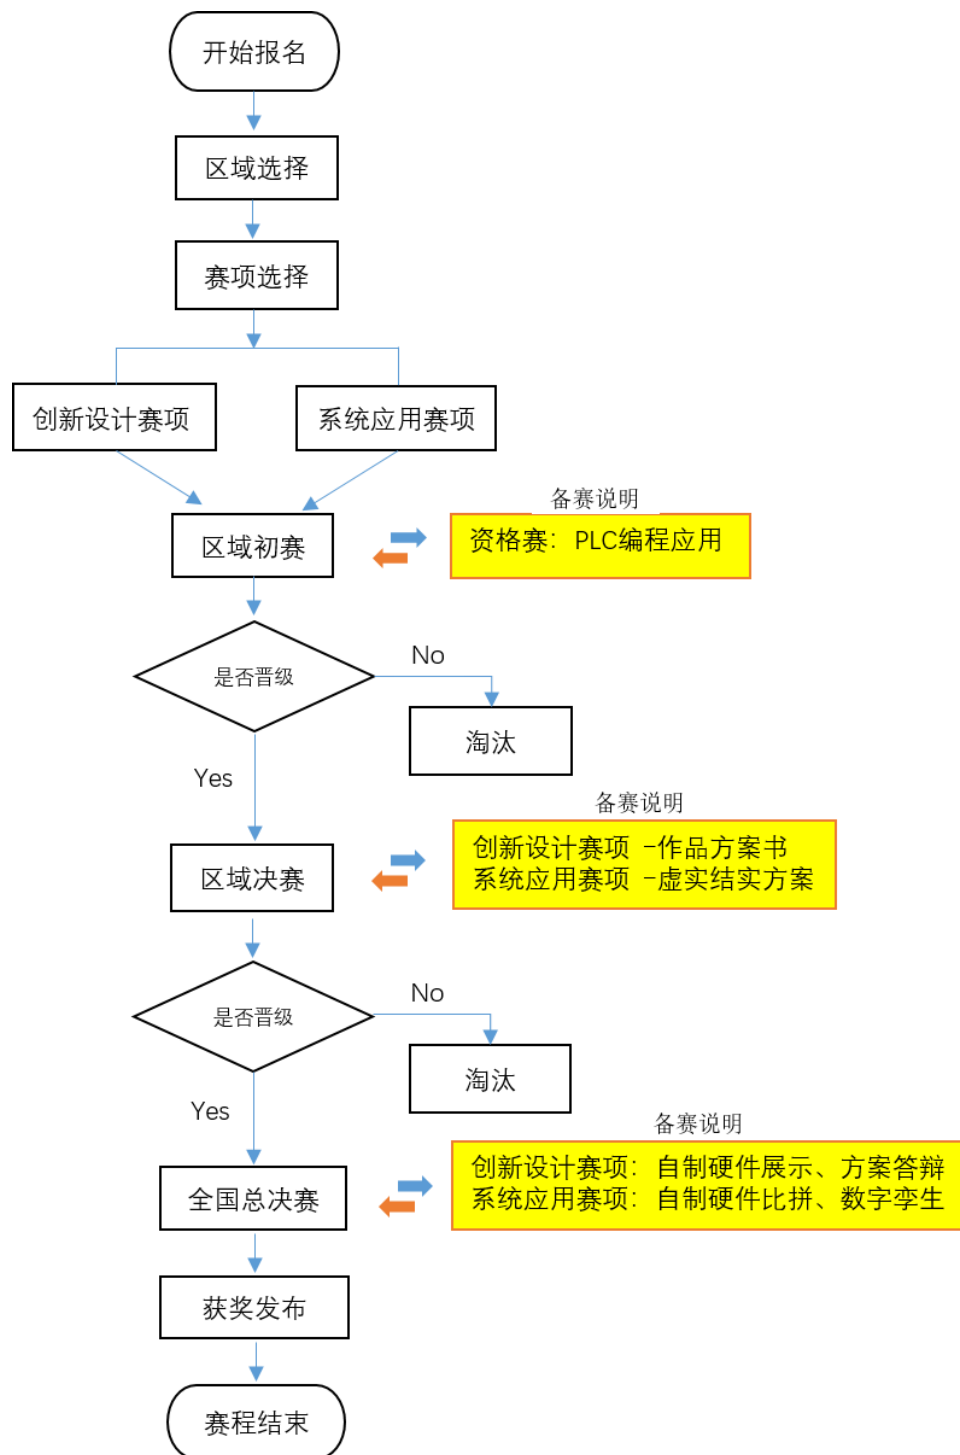 开始报名
区域选择
赛项选择
创新设计赛项
系统应用赛项
备赛说明
区域初赛
资格赛：PLC编程应用
是否晋级
No
淘汰
Yes
备赛说明
区域决赛
创新设计赛项 -作品方案书
系统应用赛项 -虚实结实方案
是否晋级
No
淘汰
Yes
备赛说明
全国总决赛
创新设计赛项：自制硬件展示、方案答辩
系统应用赛项：自制硬件比拼、数字孪生
获奖发布
赛程结束